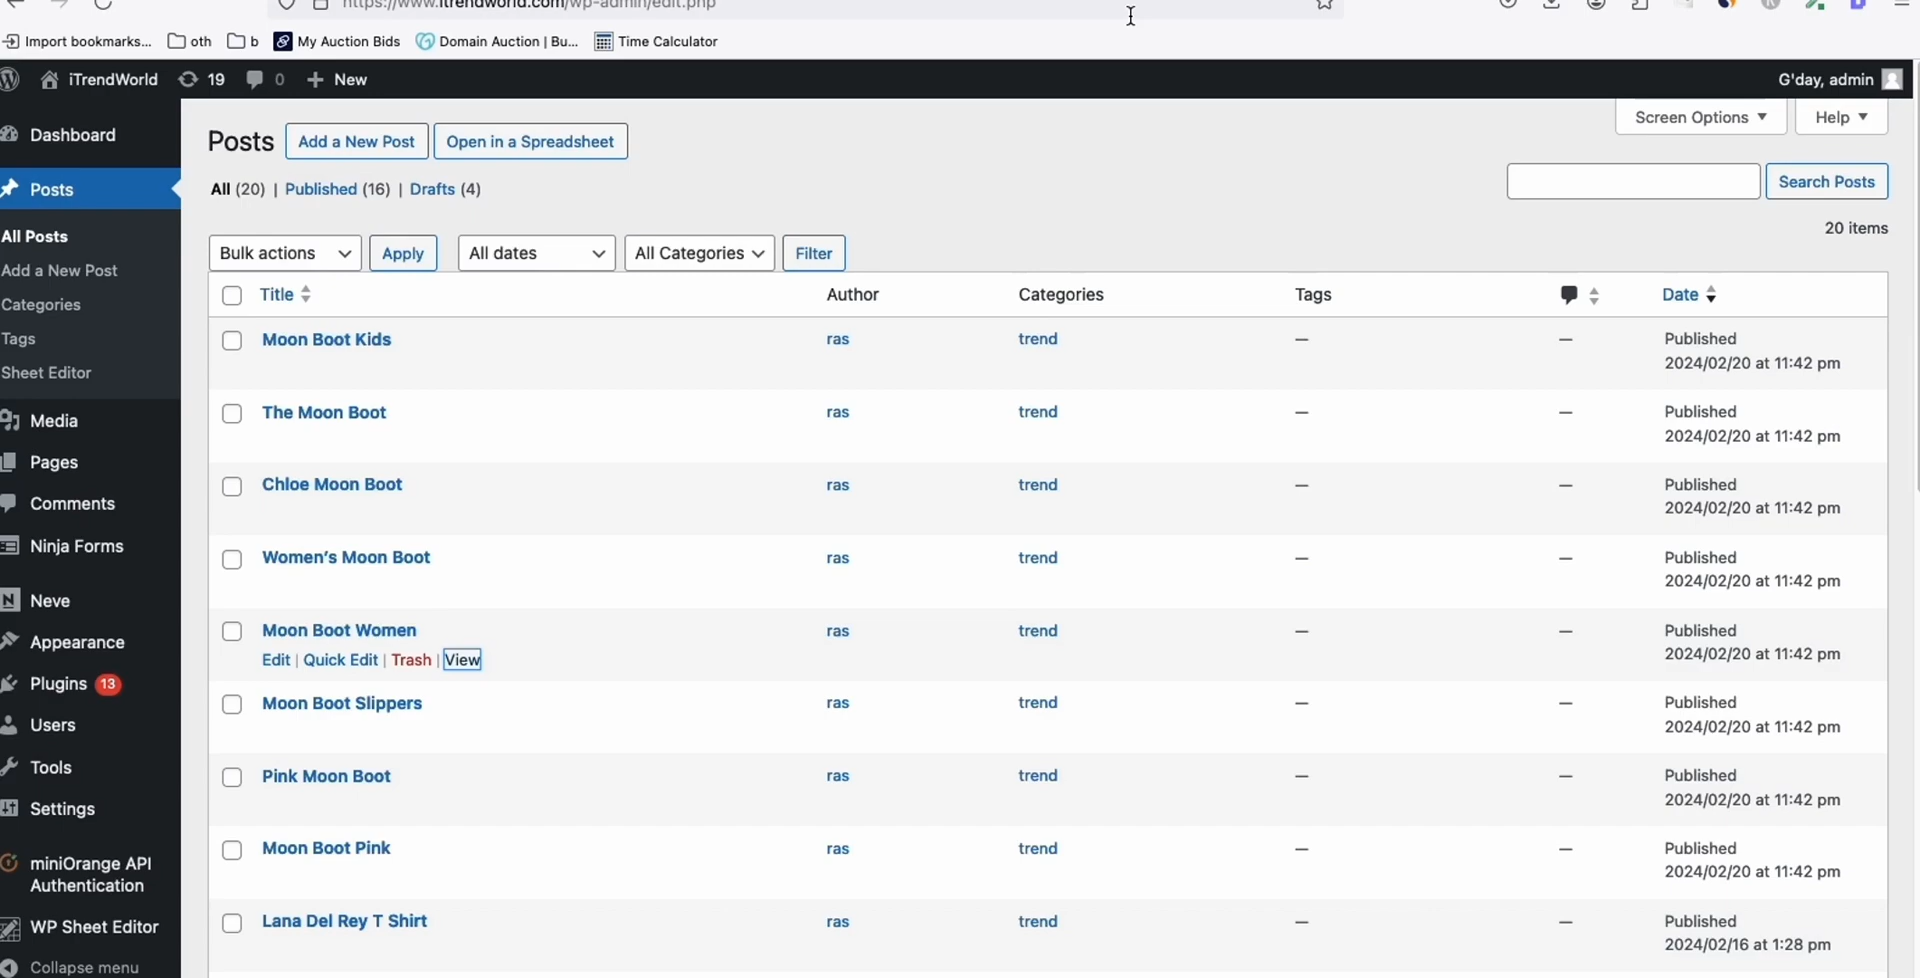 https://www.itrendworld.com/wp-admin/edit.php
Import bookmarks... oth b My Auction Bids Domain Auction | Bu... Time Calculator
iTrendWorld 19 0 + New G'day, admin
Dashboard
Posts
All Posts
Add a New Post
Categories
Tags
Sheet Editor
Media
Pages
Comments
Ninja Forms
Neve
Appearance
Plugins 13
Users
Tools
Settings
miniOrange API
Authentication
WP Sheet Editor
Collapse menu
Screen Options Help
Posts Add a New Post Open in a Spreadsheet
All (20) | Published (16) | Drafts (4)
Search Posts
20 items
Bulk actions Apply All dates All Categories Filter
Title Author Categories Tags Date
Moon Boot Kids ras trend — — Published
2024/02/20 at 11:42 pm
The Moon Boot ras trend — — Published
2024/02/20 at 11:42 pm
Chloe Moon Boot ras trend — — Published
2024/02/20 at 11:42 pm
Women’s Moon Boot ras trend — — Published
2024/02/20 at 11:42 pm
Moon Boot Women ras trend — — Published
Edit | Quick Edit | Trash | View 2024/02/20 at 11:42 pm
Moon Boot Slippers ras trend — — Published
2024/02/20 at 11:42 pm
Pink Moon Boot ras trend — — Published
2024/02/20 at 11:42 pm
Moon Boot Pink ras trend — — Published
2024/02/20 at 11:42 pm
Lana Del Rey T Shirt ras trend — — Published
2024/02/16 at 1:28 pm